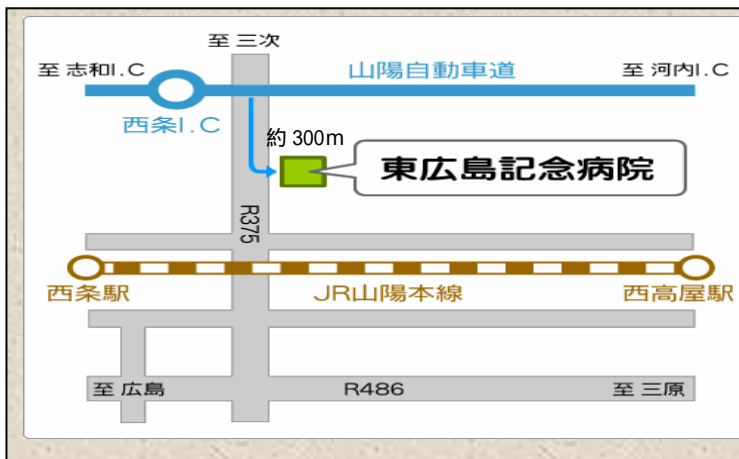 至 三次
至 志和I.C
山陽自動車道
至 河内I.C
西条I.C
約 300m
東広島記念病院
R375
西条駅
JR山陽本線
西高屋駅
至 広島
R486
至 三原